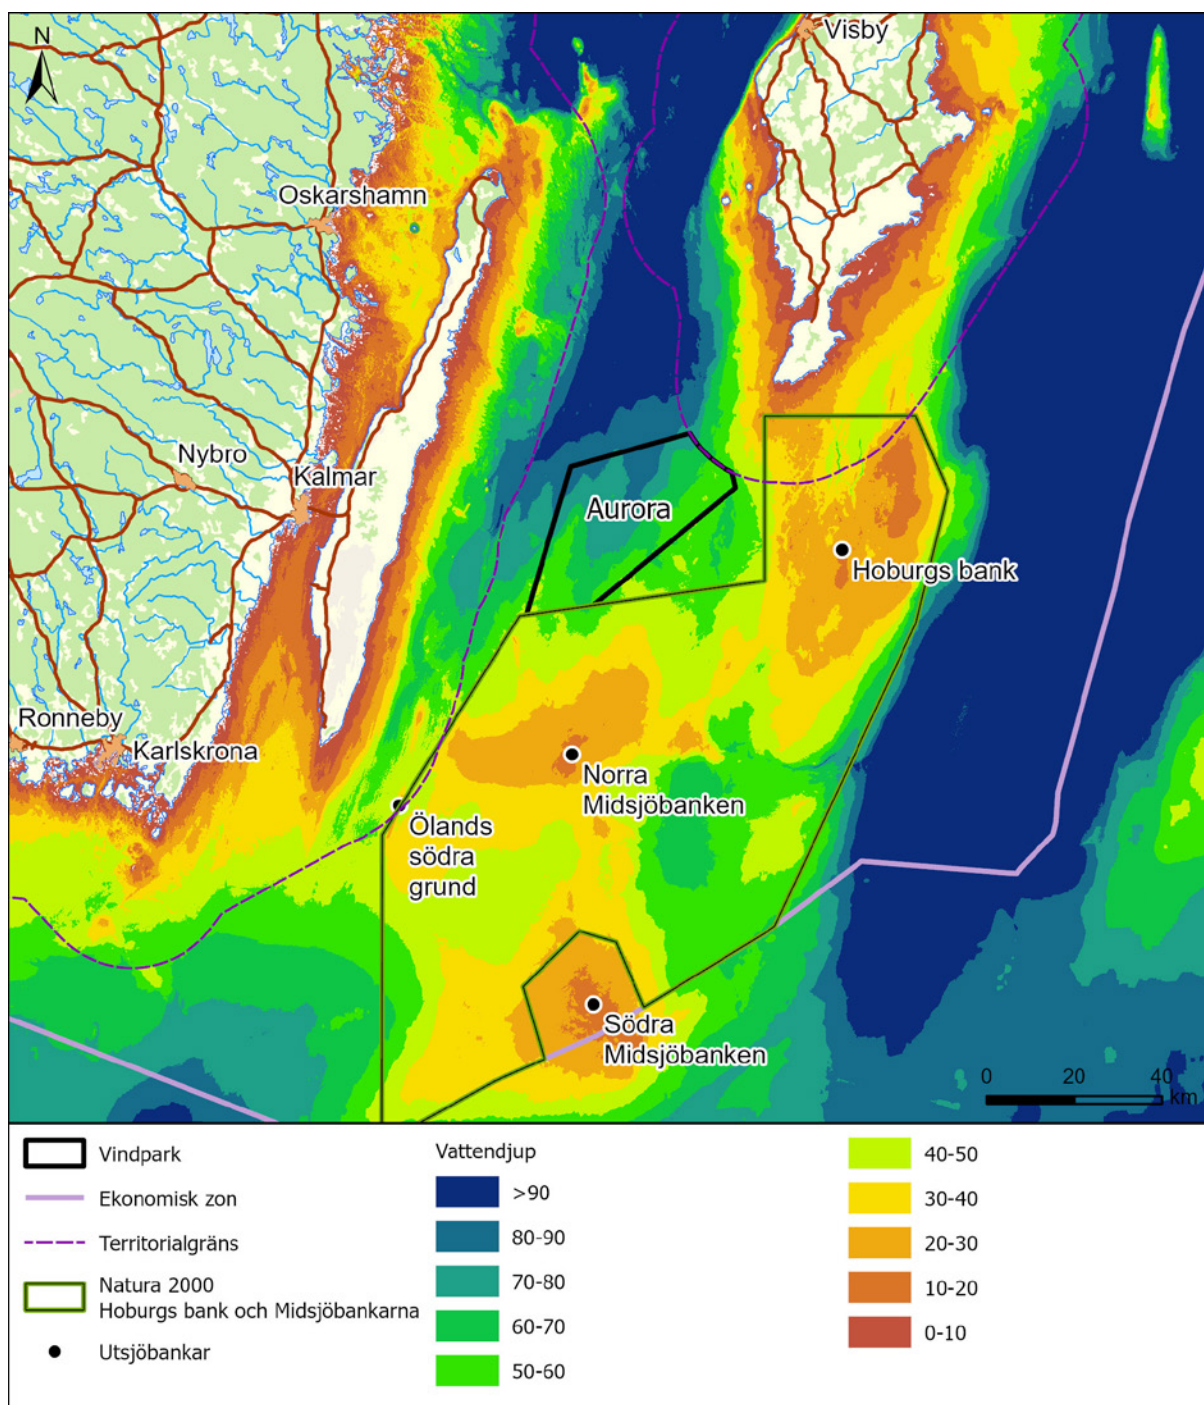 N
Visby
Oskarshamn
Nybro
Kalmar
Aurora
Hoburgs bank
Ronneby
Karlskrona
Norra
Midsjöbanken
Ölands
södra
grund
Södra
Midsjöbanken
0 20 40
km
Vindpark
Ekonomisk zon
Territorialgräns
Natura 2000
Hoburgs bank och Midsjöbankarna
Utsjöbankar
Vattendjup
>90
80-90
70-80
60-70
50-60
40-50
30-40
20-30
10-20
0-10